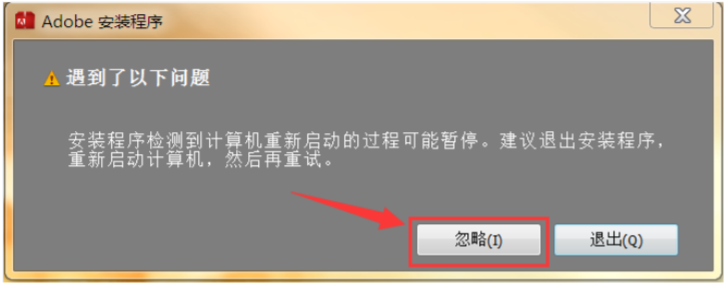 Adobe 安装程序
遇到了以下问题
安装程序检测到计算机重新启动的过程可能暂停。建议退出安装程序，
重新启动计算机，然后再重试。
忽略(I) 退出(Q)